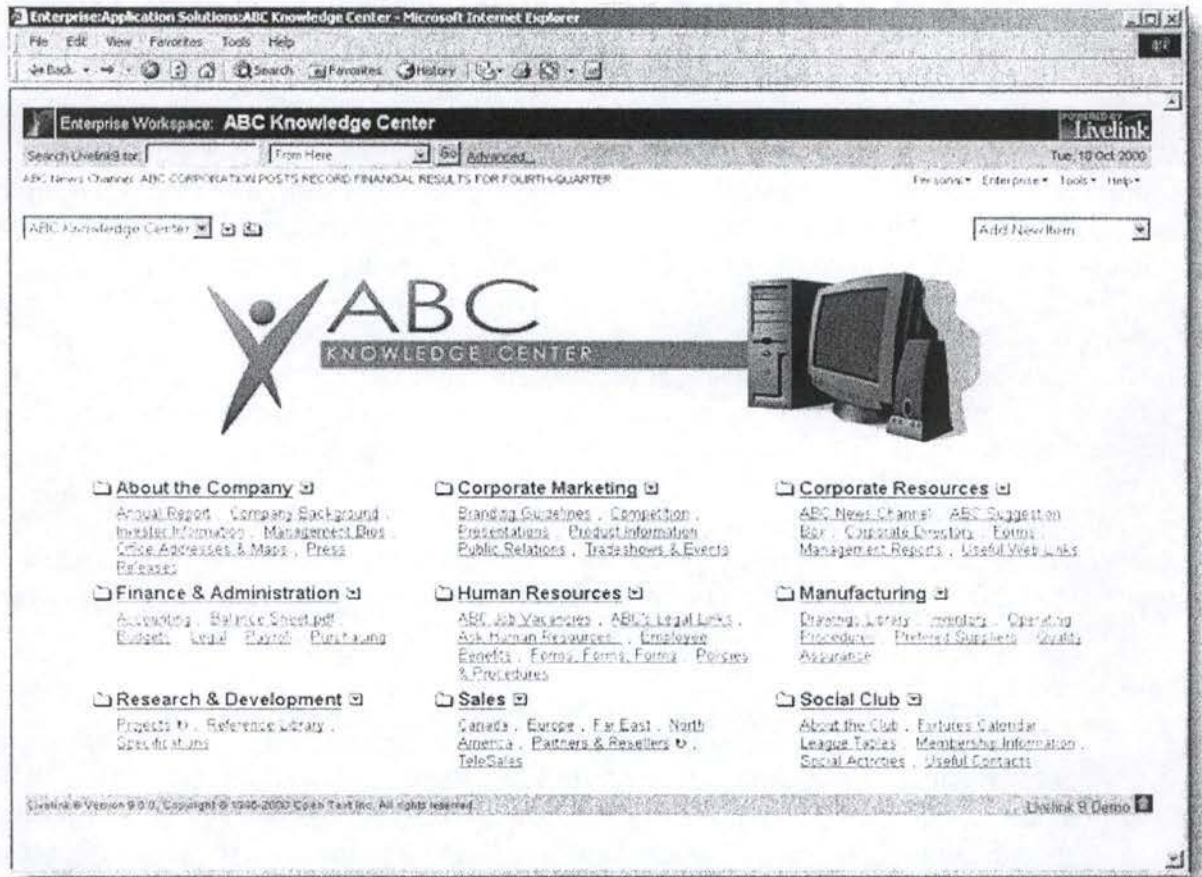 Enterprise:Application Solutions:ABC Knowledge Center - Microsoft Internet Explorer
File Edit View Favorites Tools Help
Back Search Favorites History
Enterprise Workspace: ABC Knowledge Center
POWERED BY
Livelink
Search Livelink9 for: From Here Go Advanced...
Tue, 10 Oct 2000
ABC News Channel: ABC CORPORATION POSTS RECORD FINANCIAL RESULTS FOR FOURTH-QUARTER
Personal Enterprise Tools Help
ABC Knowledge Center
Add New Item
ABC
KNOWLEDGE CENTER
About the Company
Annual Report , Company Background ,
Investor Information , Management Bios ,
Office Addresses & Maps , Press
Releases
Corporate Marketing
Branding Guidelines , Competition ,
Presentations , Product Information ,
Public Relations , Tradeshows & Events
Corporate Resources
ABC News Channel , ABC Suggestion
Box , Corporate Directory , Forms ,
Management Reports , Useful Web Links
Finance & Administration
Accounting , Balance Sheet.pdf ,
Budgets , Legal , Payroll , Purchasing
Human Resources
ABC Job Vacancies , ABC's Legal Links ,
Ask Human Resources... , Employee
Benefits , Forms, Forms, Forms , Policies
& Procedures
Manufacturing
Drawings Library , Inventory , Operating
Procedures , Prefered Suppliers , Quality
Assurance
Research & Development
Projects , Reference Library ,
Specifications
Sales
Canada , Europe , Far East , North
America , Partners & Resellers ,
TeleSales
Social Club
About the Club , Fixtures Calendar ,
League Tables , Membership Information ,
Social Activities , Useful Contacts
Livelink ® Version 9.0.0, Copyright © 1995-2000 Open Text Inc. All rights reserved.
Livelink 9 Demo